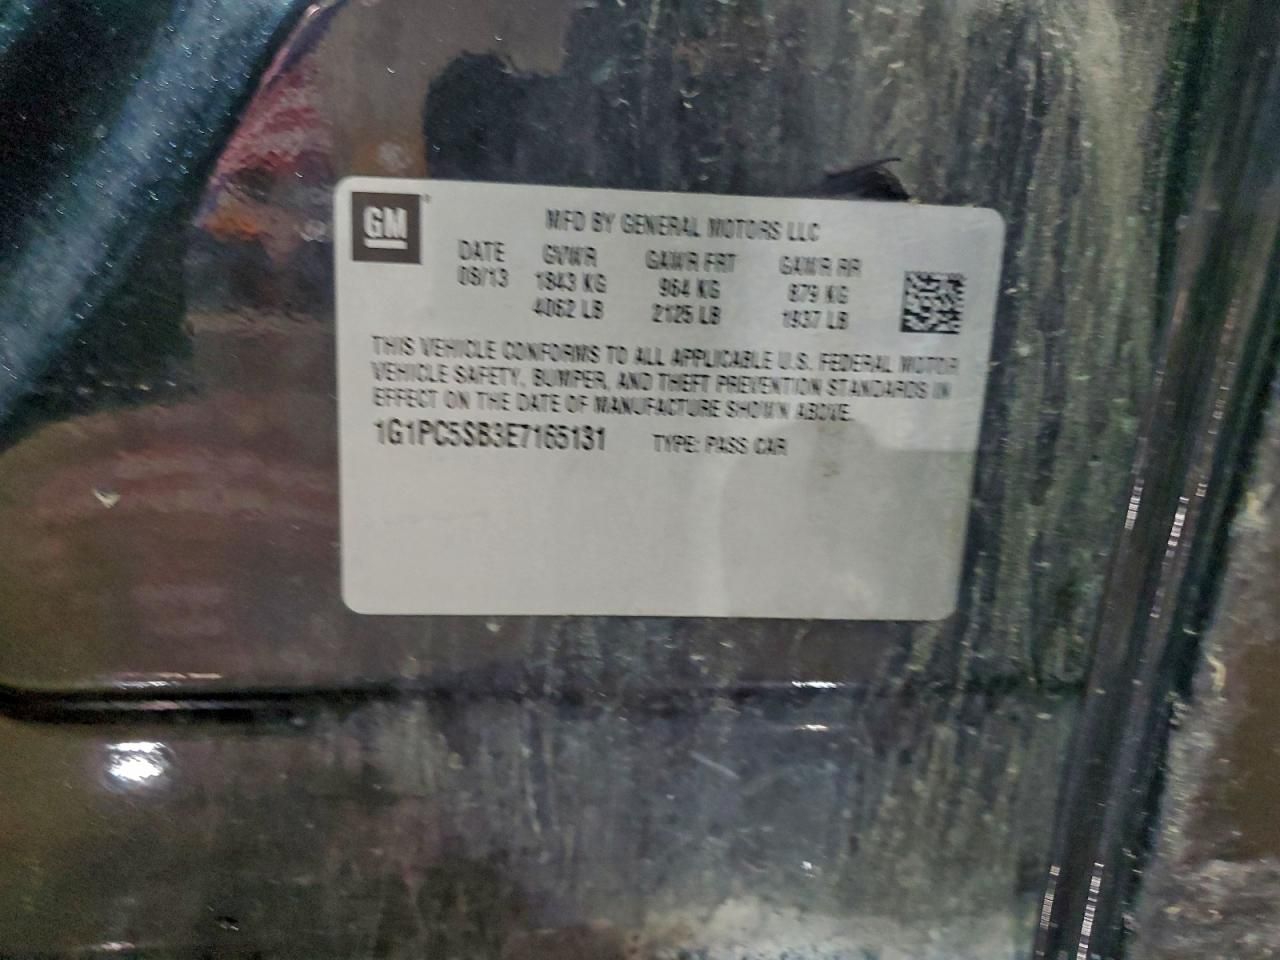 GM
MFD BY GENERAL MOTORS LLC
DATE GVWR GAWR FRT GAWR RR
09/13 1843 KG 964 KG 879 KG
4062 LB 2125 LB 1937 LB
THIS VEHICLE CONFORMS TO ALL APPLICABLE U.S. FEDERAL MOTOR
VEHICLE SAFETY, BUMPER, AND THEFT PREVENTION STANDARDS IN
EFFECT ON THE DATE OF MANUFACTURE SHOWN ABOVE.
1G1PC5SB3E7165131 TYPE: PASS CAR